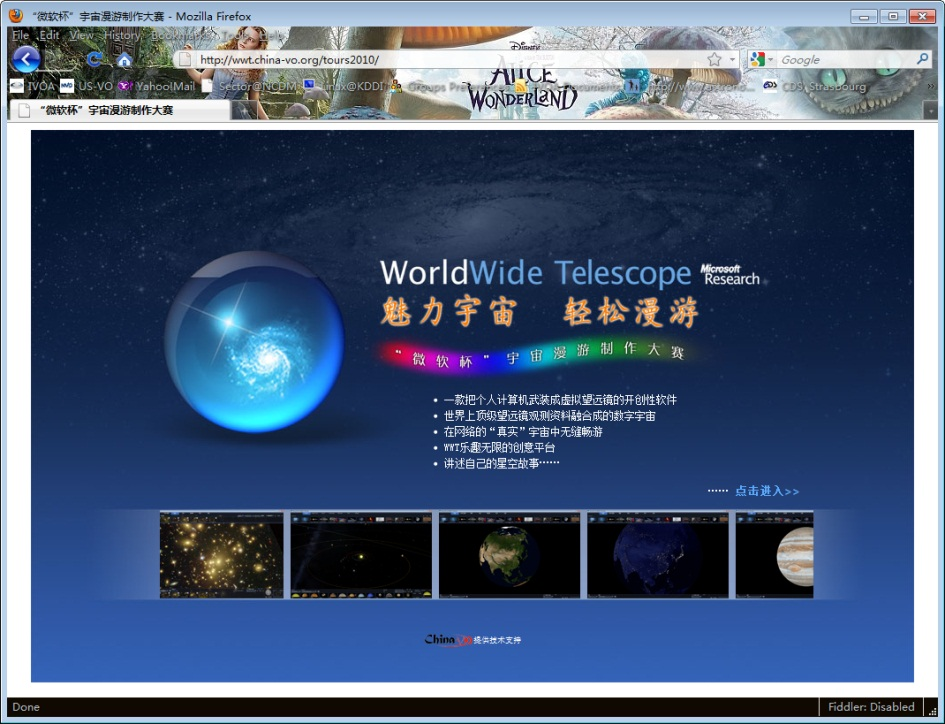 “微软杯”宇宙漫游制作大赛 - Mozilla Firefox
File Edit View History
http://wwt.china-vo.org/tours2010/
Google
DISNEY
ALICE
WONDERLAND
IVOA US-VO Yahoo!Mail Sector@NCDM Linux@KDDI Groups CDS, Strasbourg
“微软杯”宇宙漫游制作大赛
WorldWide Telescope Microsoft Research
魅力宇宙 轻松漫游
“微软杯”宇宙漫游制作大赛
• 一款把个人计算机武装成虚拟望远镜的开创性软件
• 世界上顶级望远镜观测资料融合成的数字宇宙
• 在网络的“真实”宇宙中无缝畅游
• WWT乐趣无限的创意平台
• 讲述自己的星空故事……
…… 点击进入>>
China-VO 提供技术支持
Done Fiddler: Disabled